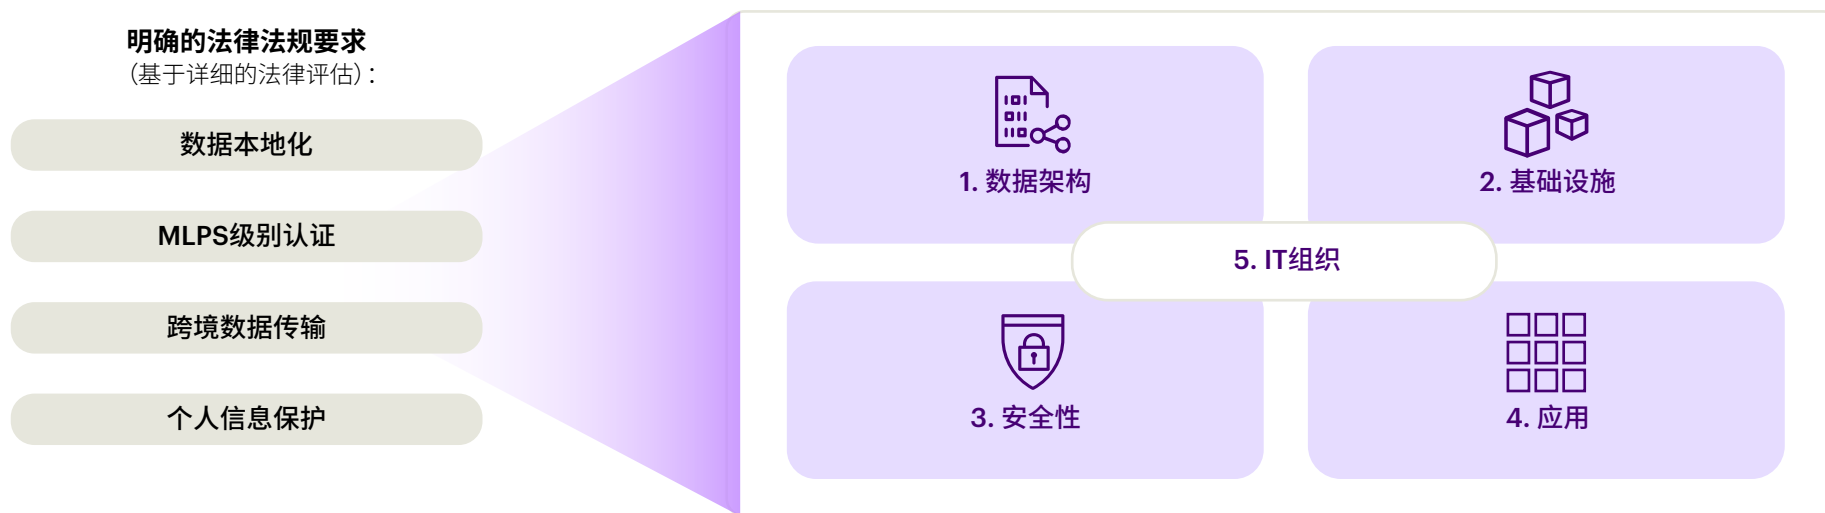 明确的法律法规要求
（基于详细的法律评估）：
数据本地化
MLPS级别认证
跨境数据传输
个人信息保护
1. 数据架构
2. 基础设施
5. IT组织
3. 安全性
4. 应用